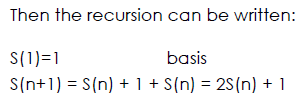 Then the recursion can be written:
S(1)=1 basis
S(n+1) = S(n) + 1 + S(n) = 2S(n) + 1